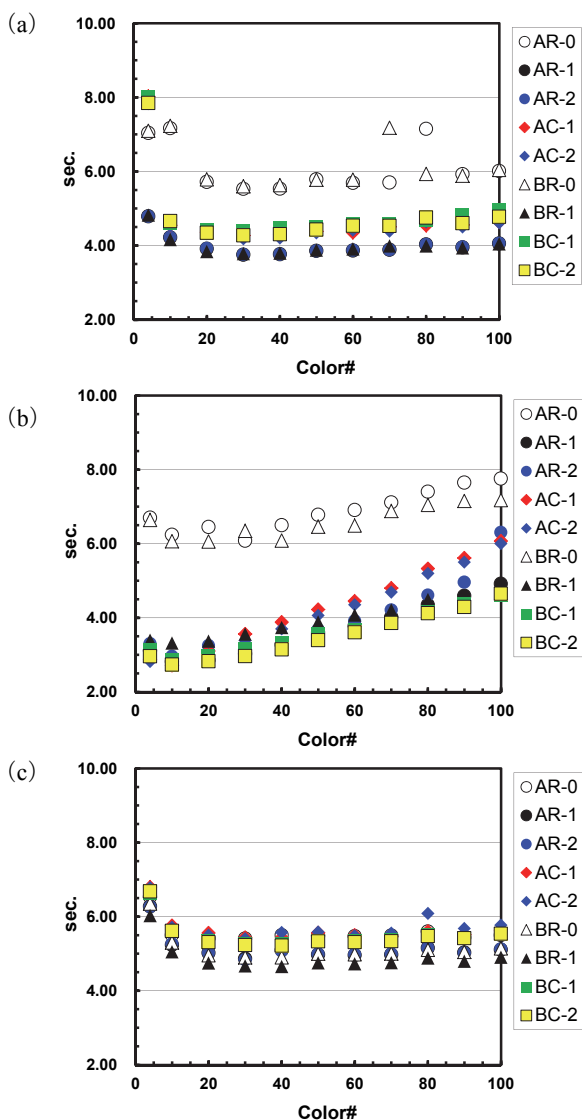 (a)
10.00
8.00
6.00
4.00
2.00
sec.
0 20 40 60 80 100
Color#
AR-0
AR-1
AR-2
AC-1
AC-2
BR-0
BR-1
BC-1
BC-2
(b)
10.00
8.00
6.00
4.00
2.00
sec.
0 20 40 60 80 100
Color#
AR-0
AR-1
AR-2
AC-1
AC-2
BR-0
BR-1
BC-1
BC-2
(c)
10.00
8.00
6.00
4.00
2.00
sec.
0 20 40 60 80 100
Color#
AR-0
AR-1
AR-2
AC-1
AC-2
BR-0
BR-1
BC-1
BC-2